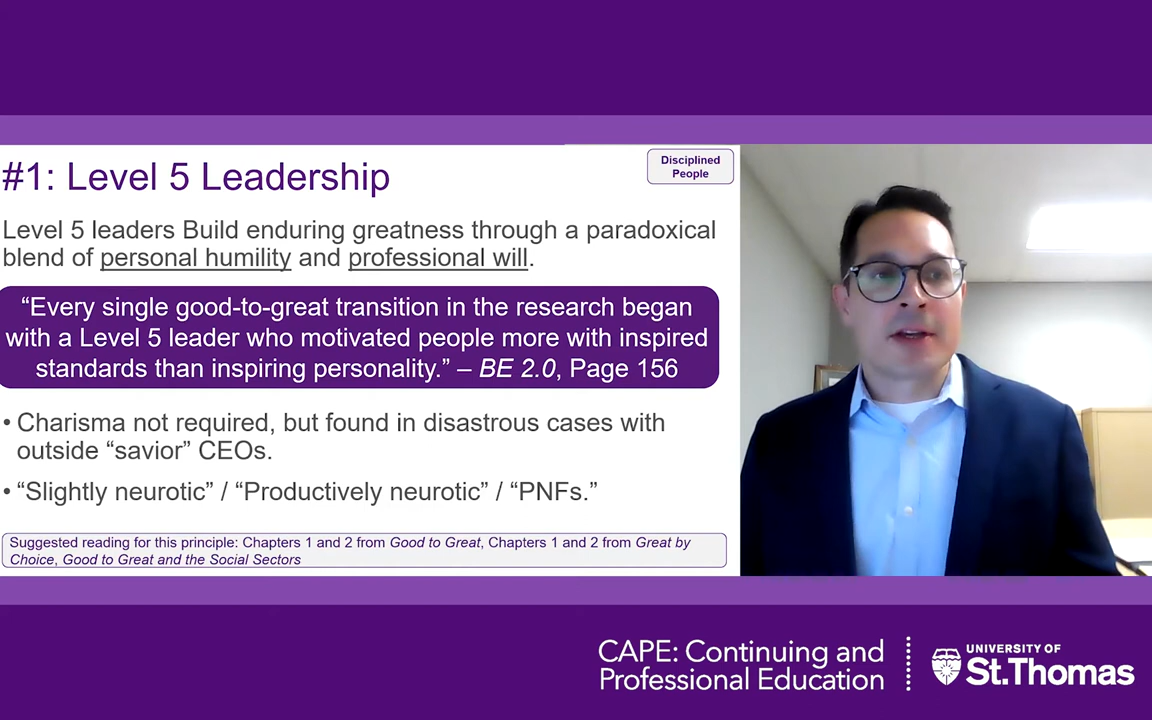 #1: Level 5 Leadership
Disciplined
People
Level 5 leaders Build enduring greatness through a paradoxical
blend of personal humility and professional will.
“Every single good-to-great transition in the research began
with a Level 5 leader who motivated people more with inspired
standards than inspiring personality.” – BE 2.0, Page 156
• Charisma not required, but found in disastrous cases with
outside “savior” CEOs.
• “Slightly neurotic” / “Productively neurotic” / “PNFs.”
Suggested reading for this principle: Chapters 1 and 2 from Good to Great, Chapters 1 and 2 from Great by
Choice, Good to Great and the Social Sectors
CAPE: Continuing and
Professional Education
UNIVERSITY OF
St.Thomas